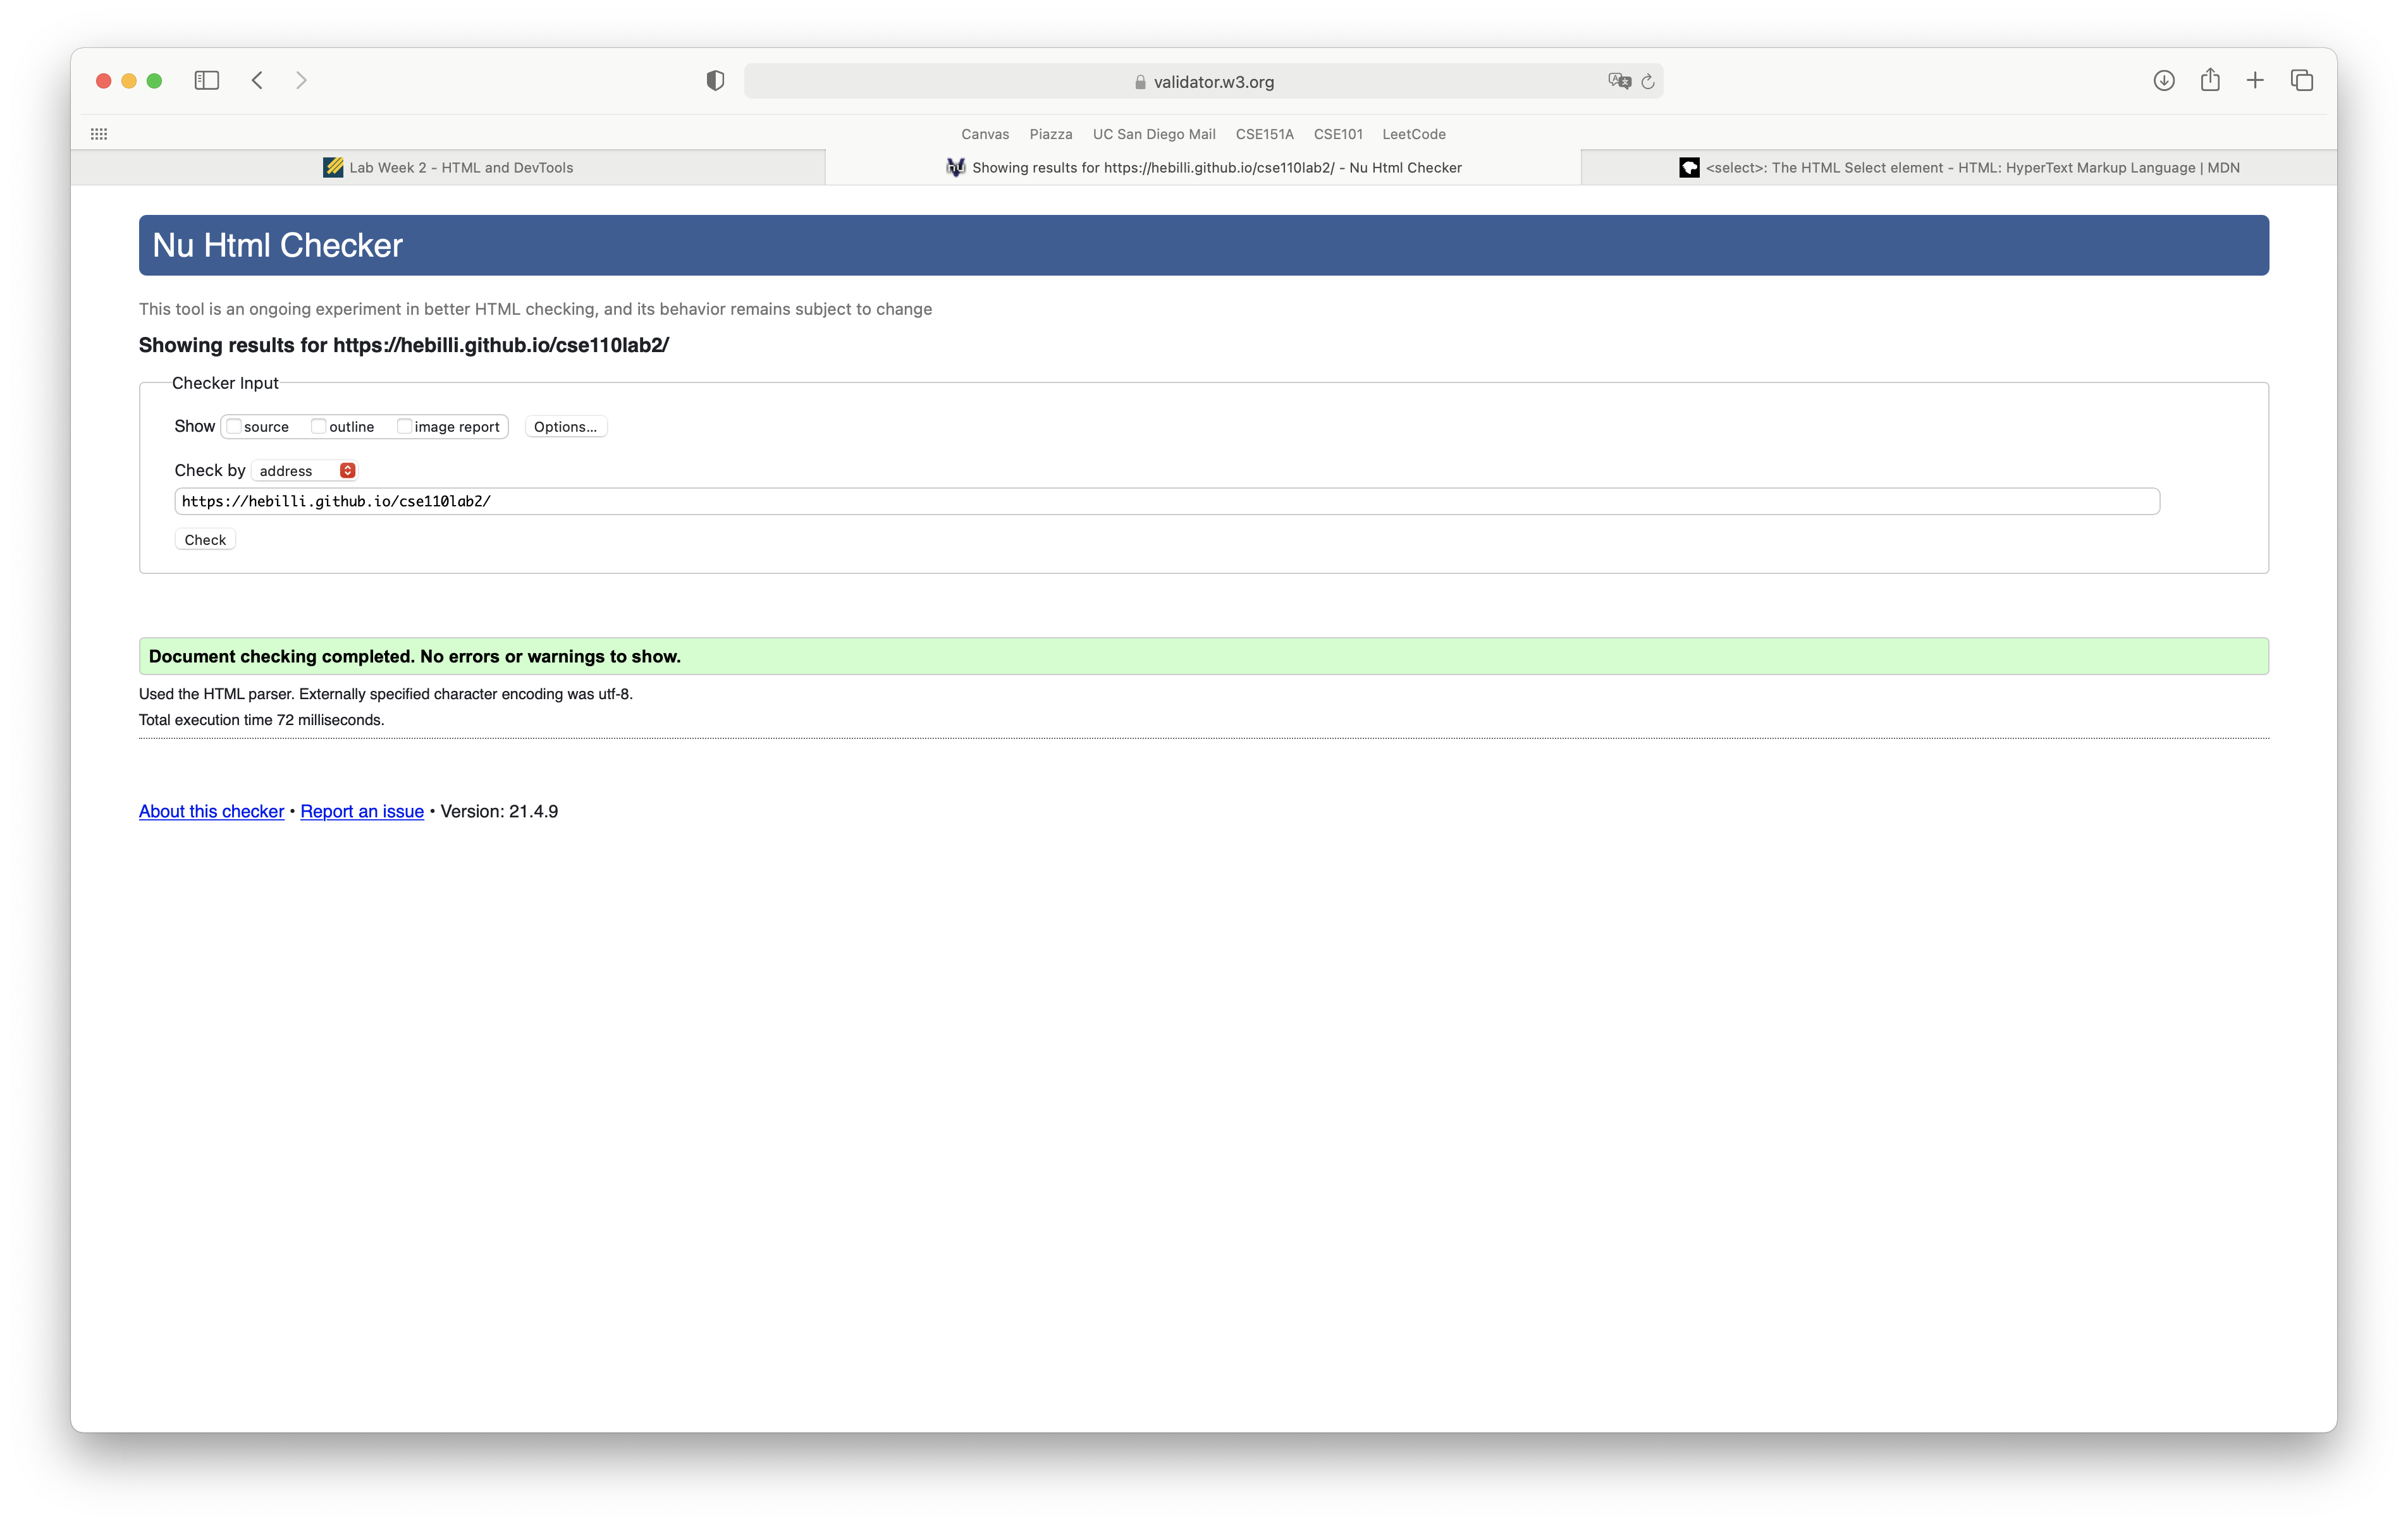 validator.w3.org
Canvas Piazza UC San Diego Mail CSE151A CSE101 LeetCode
Lab Week 2 - HTML and DevTools
Showing results for https://hebilli.github.io/cse110lab2/ - Nu Html Checker
<select>: The HTML Select element - HTML: HyperText Markup Language | MDN
Nu Html Checker
This tool is an ongoing experiment in better HTML checking, and its behavior remains subject to change
Showing results for https://hebilli.github.io/cse110lab2/
Checker Input
Show source outline image report Options...
Check by address
https://hebilli.github.io/cse110lab2/
Check
Document checking completed. No errors or warnings to show.
Used the HTML parser. Externally specified character encoding was utf-8.
Total execution time 72 milliseconds.
About this checker • Report an issue • Version: 21.4.9